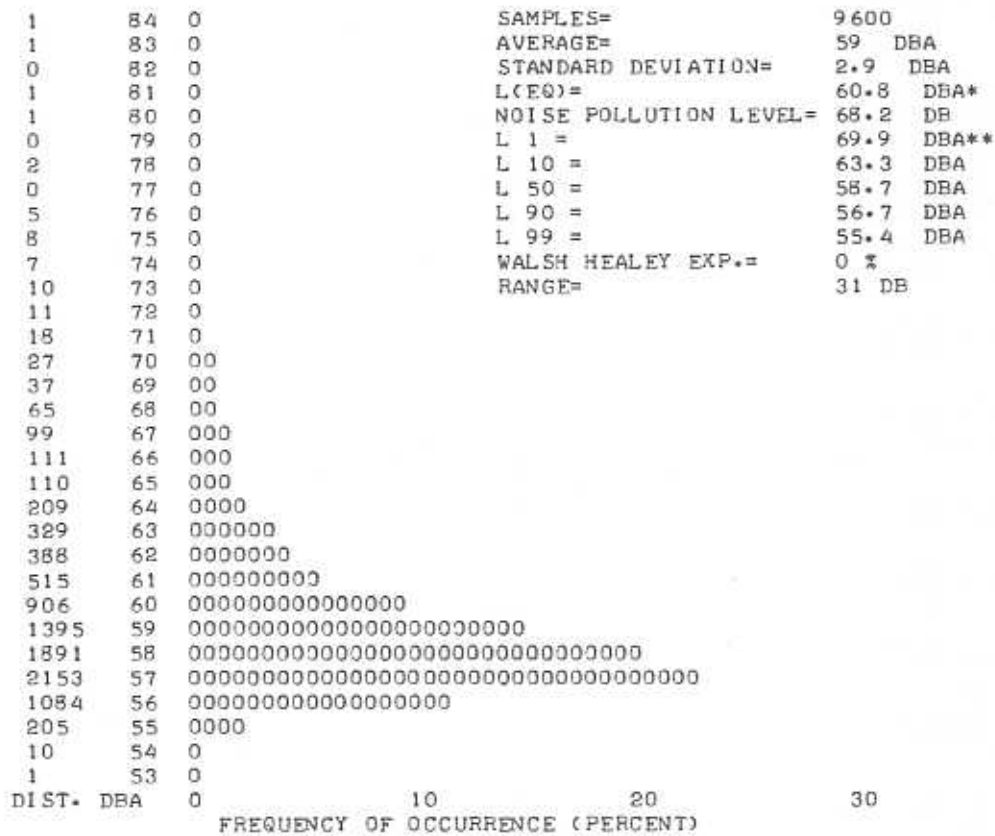 1 84 0 SAMPLES= 9600
1 83 0 AVERAGE= 59 DBA
0 82 0 STANDARD DEVIATION= 2.9 DBA
1 81 0 L(EQ)= 60.8 DBA*
1 80 0 NOISE POLLUTION LEVEL= 68.2 DB
0 79 0 L 1 = 69.9 DBA**
2 78 0 L 10 = 63.3 DBA
0 77 0 L 50 = 58.7 DBA
5 76 0 L 90 = 56.7 DBA
8 75 0 L 99 = 55.4 DBA
7 74 0 WALSH HEALEY EXP.= 0 %
10 73 0 RANGE= 31 DB
11 72 0
18 71 0
27 70 00
37 69 00
65 68 00
99 67 000
111 66 000
110 65 000
209 64 0000
329 63 000000
388 62 0000000
515 61 000000000
906 60 000000000000000
1395 59 000000000000000000000000
1891 58 00000000000000000000000000000000
2153 57 000000000000000000000000000000000000
1084 56 000000000000000000
205 55 0000
10 54 0
1 53 0
DIST. DBA 0 10 20 30
FREQUENCY OF OCCURRENCE (PERCENT)